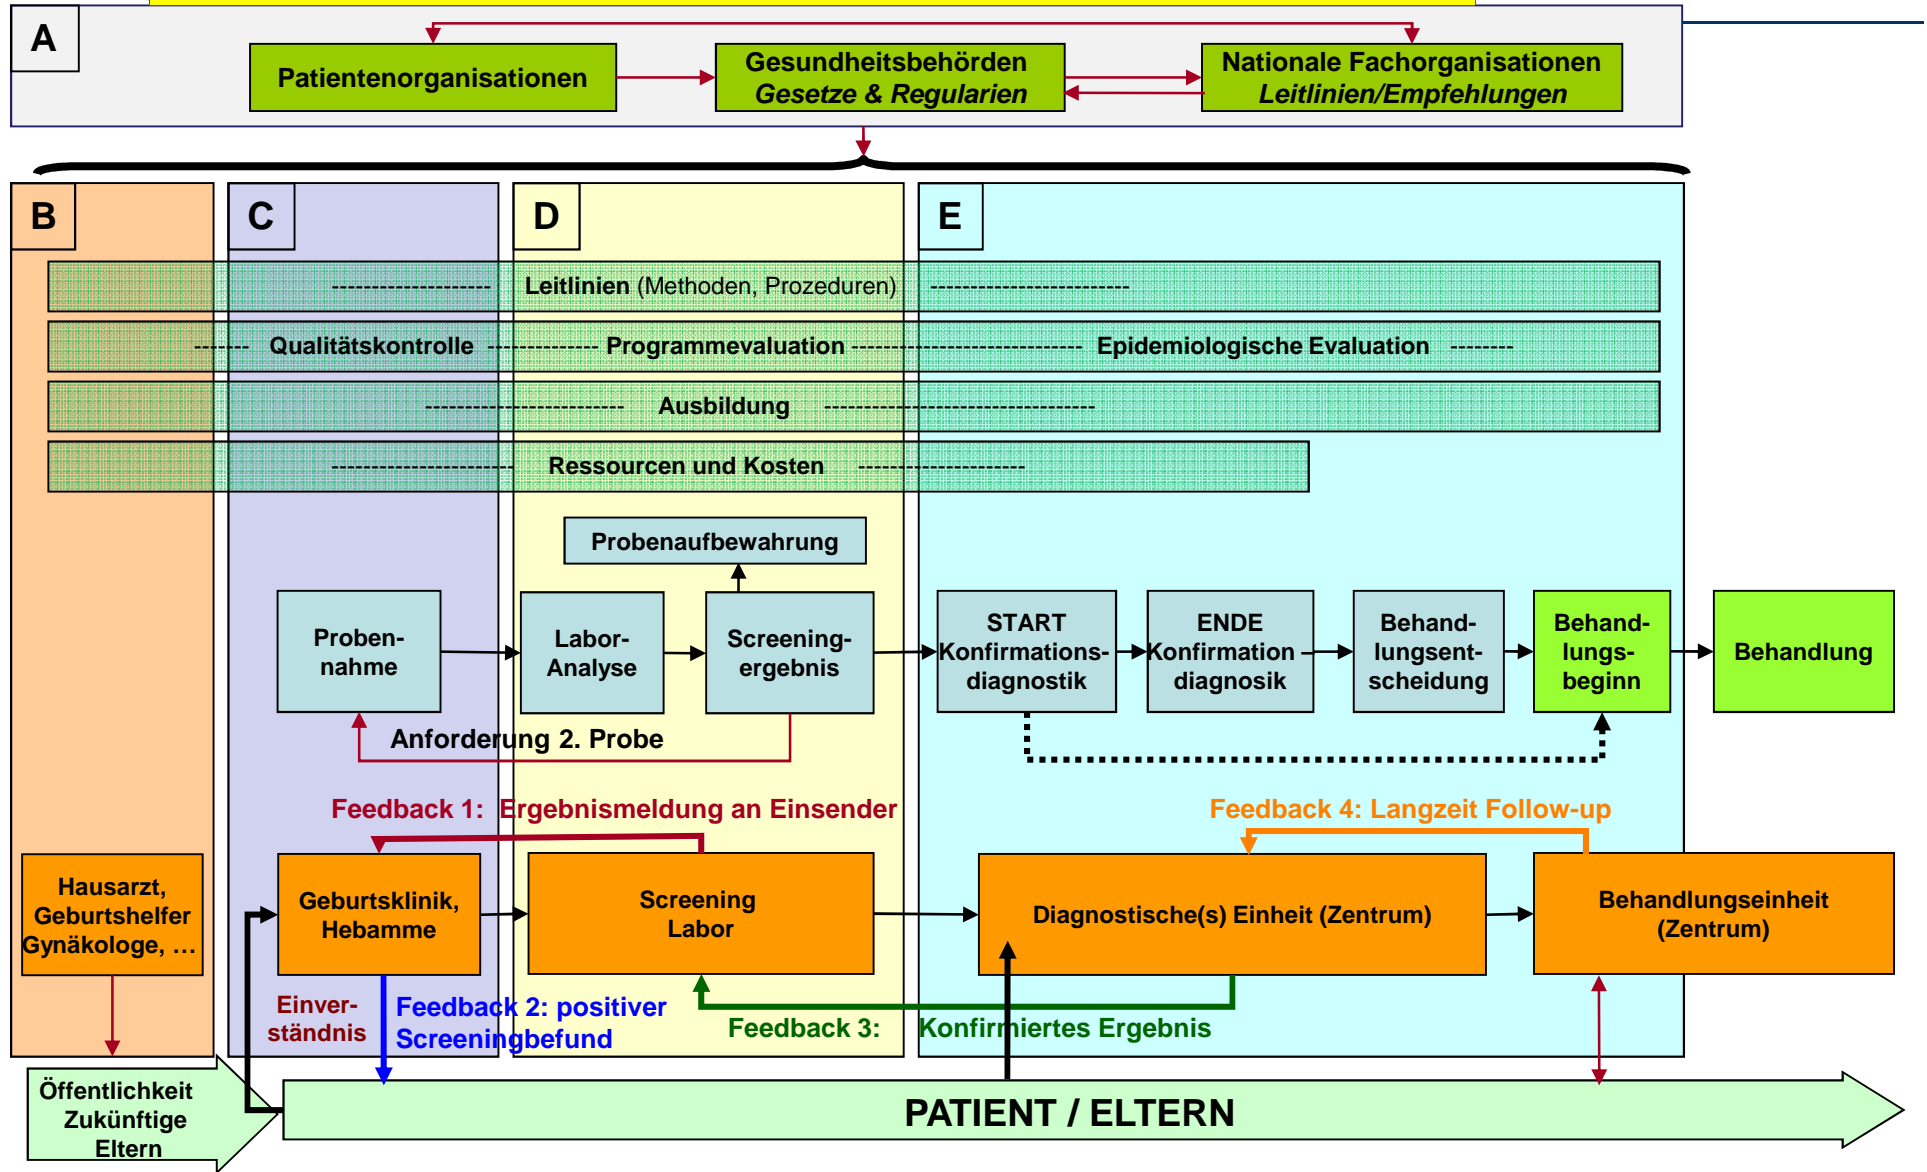 A
Patientenorganisationen
Gesundheitsbehörden
Gesetze & Regularien
Nationale Fachorganisationen
Leitlinien/Empfehlungen
B
C
D
E
---------------------- Leitlinien (Methoden, Prozeduren) ----------------------------
------- Qualitätskontrolle --------------- Programmevaluation -------------------------------- Epidemiologische Evaluation ---------
---------------------------- Ausbildung --------------------------------------
-------------------------- Ressourcen und Kosten -----------------------
Probenaufbewahrung
Proben-
nahme
Labor-
Analyse
Screening-
ergebnis
START
Konfirmations-
diagnostik
ENDE
Konfirmation –
diagnosik
Behand-
lungsent-
scheidung
Behand-
lungs-
beginn
Behandlung
Anforderung 2. Probe
Feedback 1: Ergebnismeldung an Einsender
Feedback 4: Langzeit Follow-up
Hausarzt,
Geburtshelfer
Gynäkologe, …
Geburtsklinik,
Hebamme
Screening
Labor
Diagnostische(s) Einheit (Zentrum)
Behandlungseinheit
(Zentrum)
Einver-
ständnis
Feedback 2: positiver
Screeningbefund
Feedback 3: Konfirmiertes Ergebnis
Öffentlichkeit
Zukünftige
Eltern
PATIENT / ELTERN